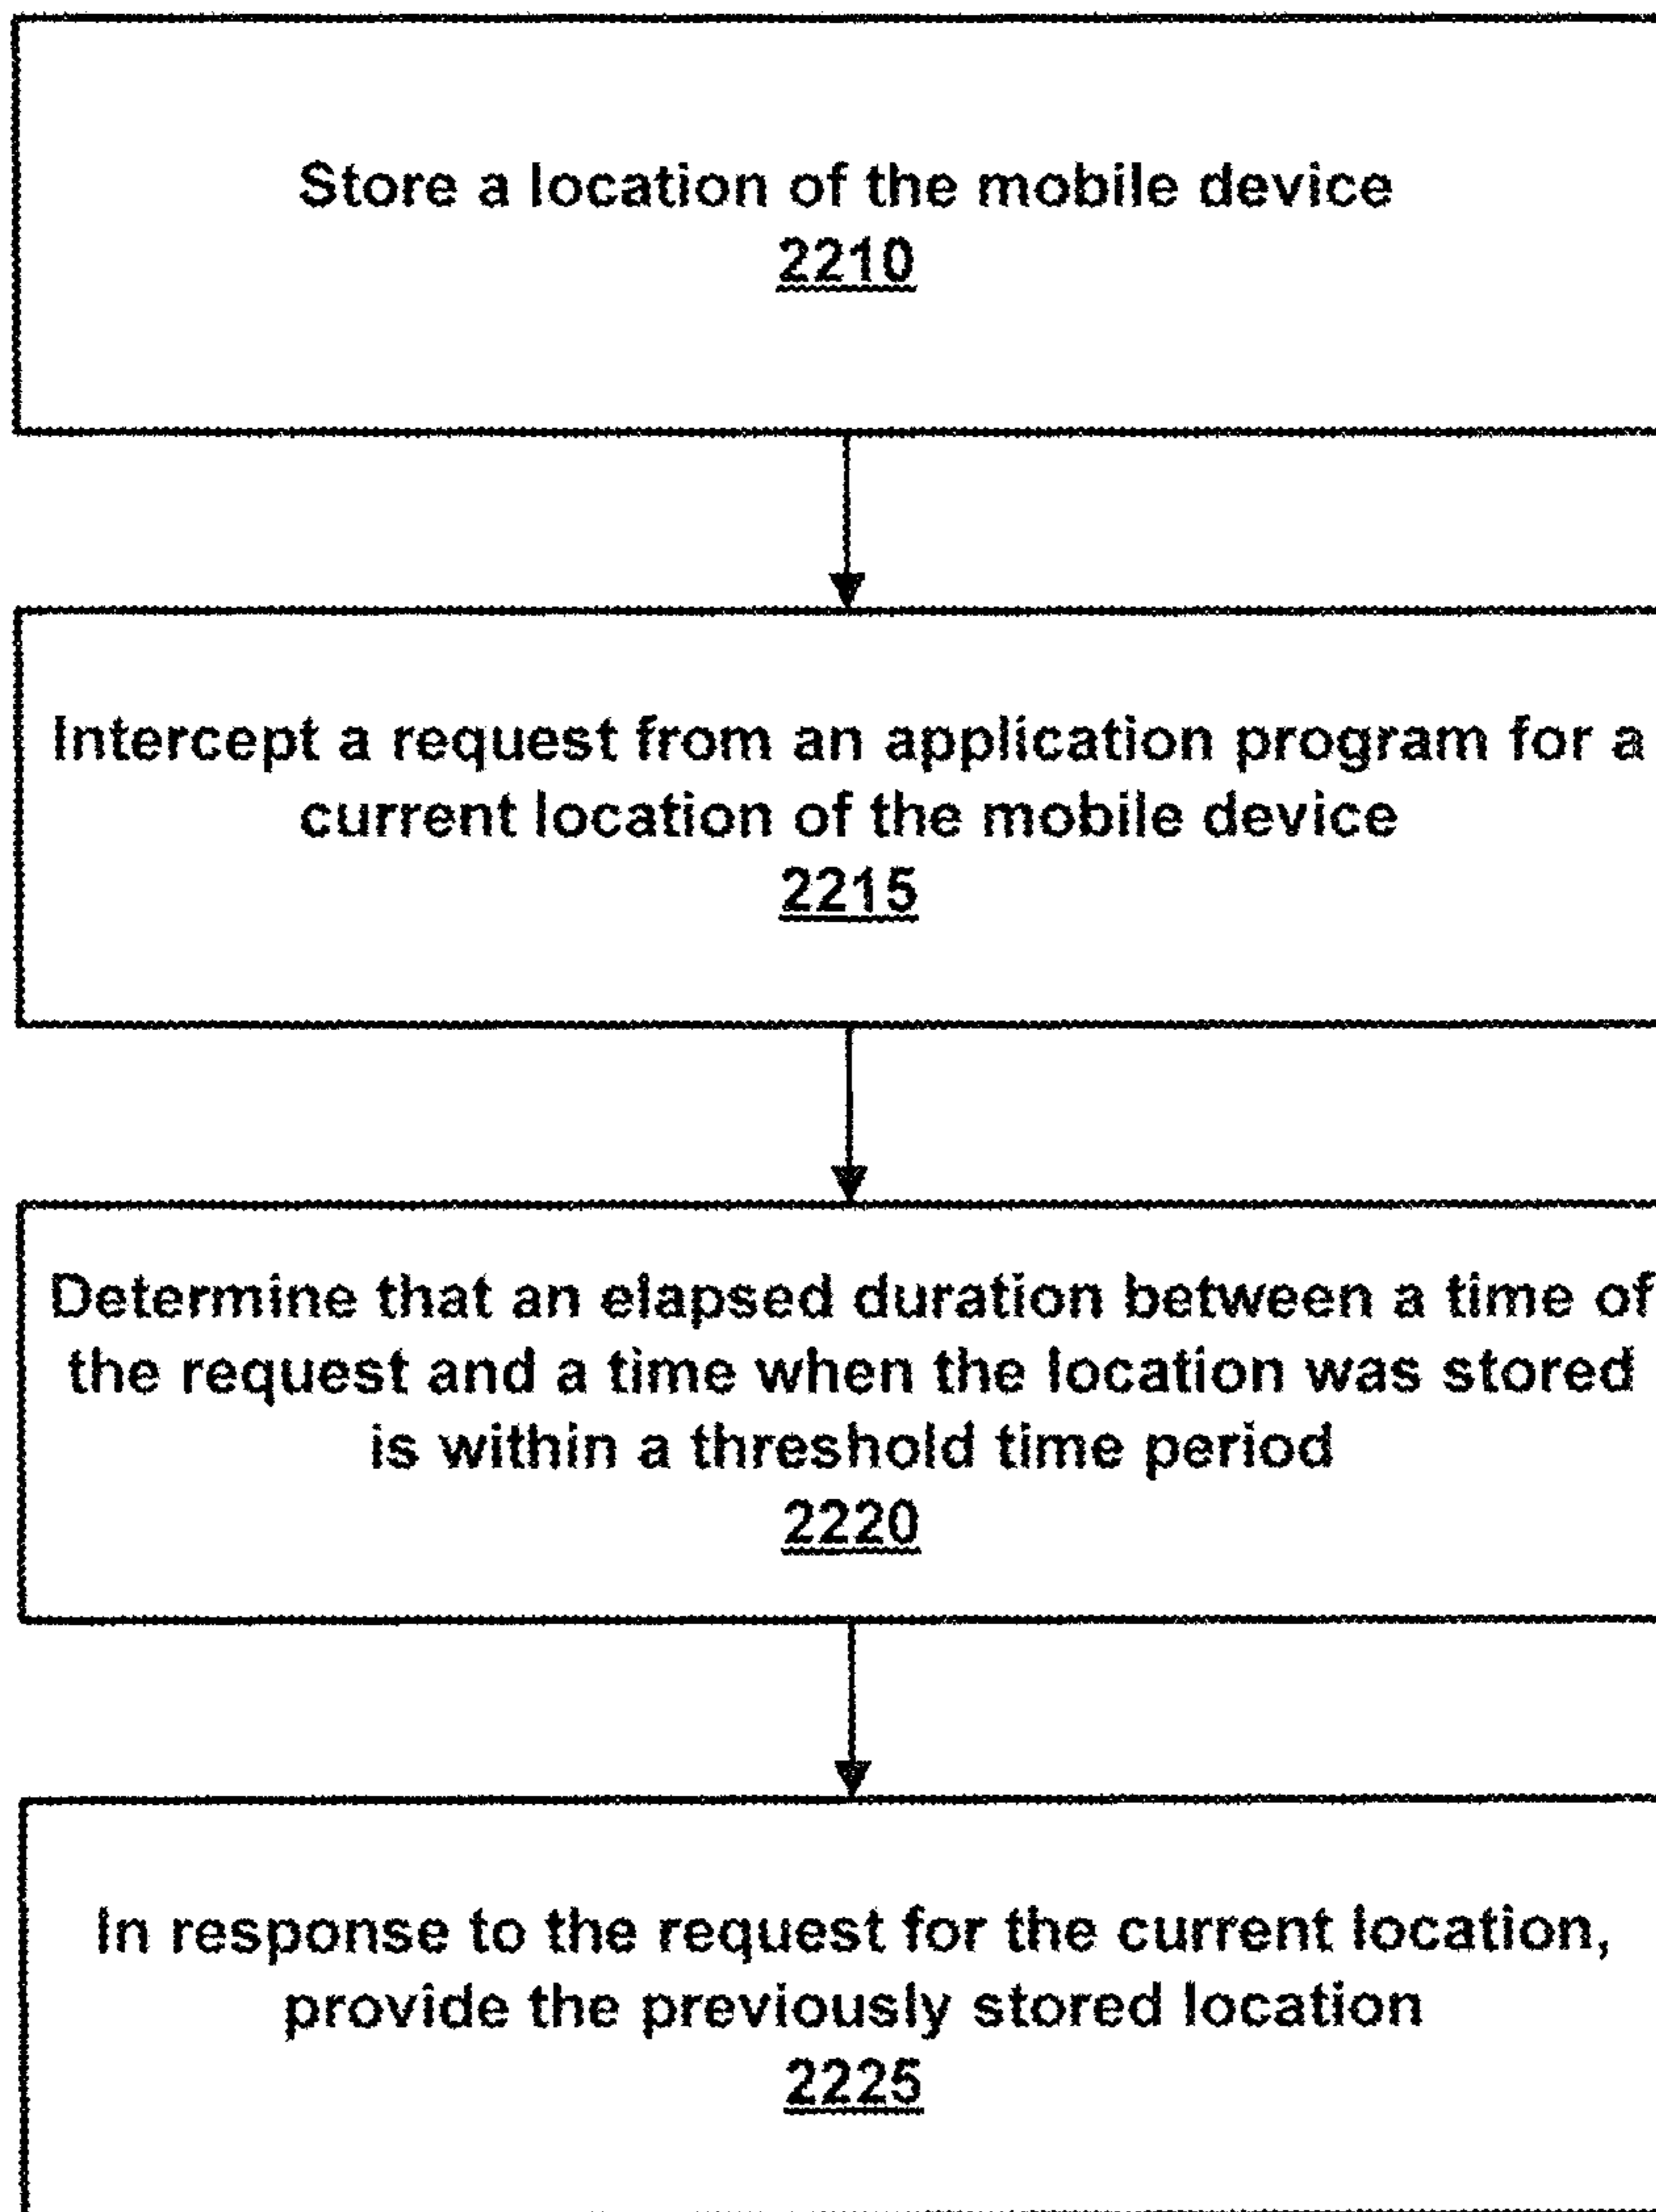 Store a location of the mobile device
2210
Intercept a request from an application program for a
current location of the mobile device
2215
Determine that an elapsed duration between a time of
the request and a time when the location was stored
is within a threshold time period
2220
In response to the request for the current location,
provide the previously stored location
2225